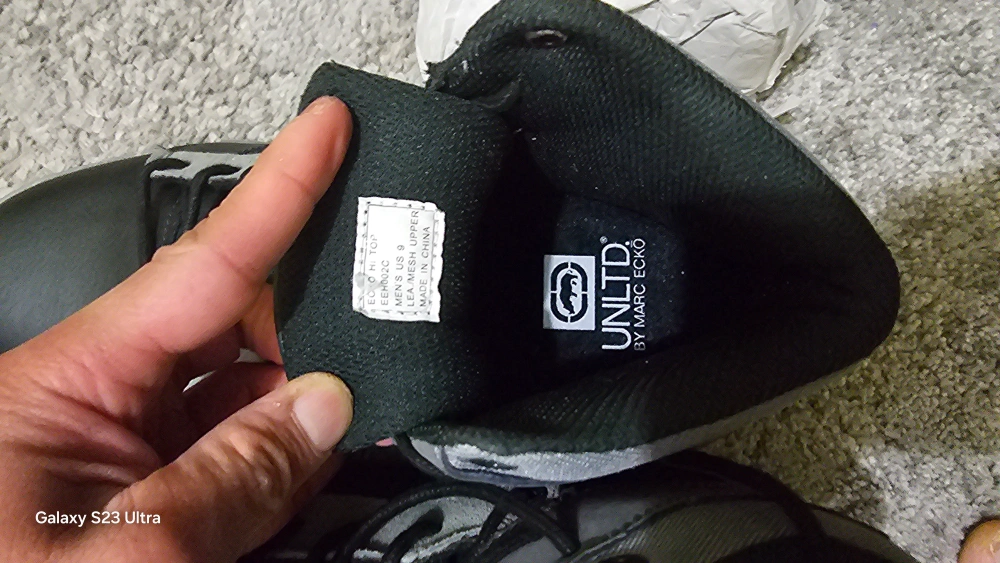 ECKO HI TOP
EEH002C
MEN'S US 9
LEA/MESH UPPER
MADE IN CHINA
UNLTD.®
BY MARC ECKŌ
Galaxy S23 Ultra